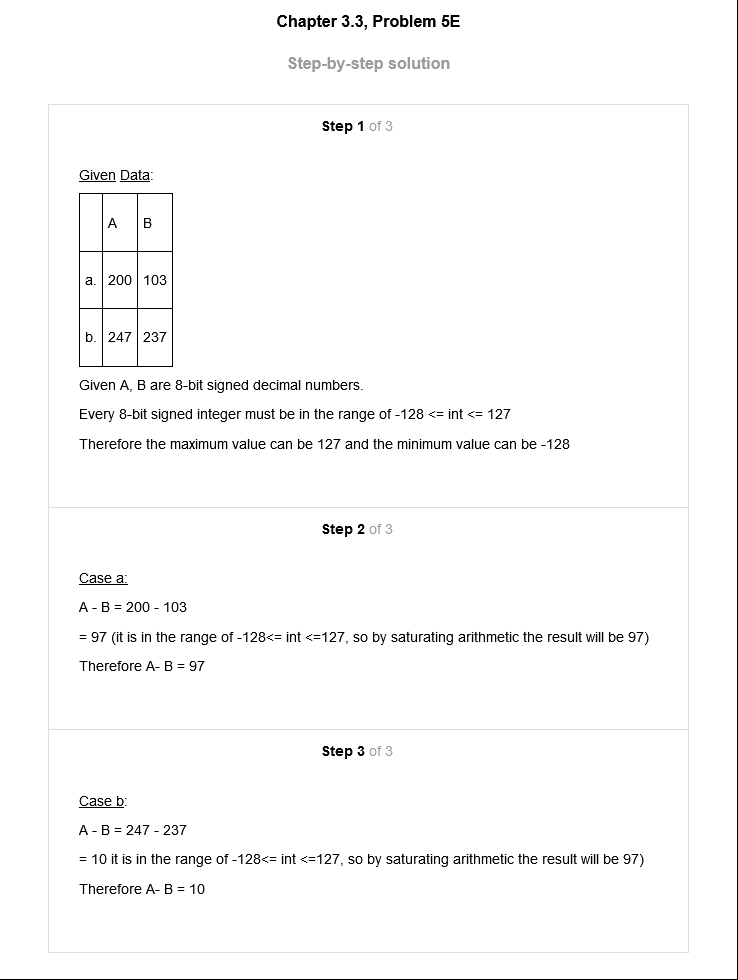 Chapter 3.3, Problem 5E
Step-by-step solution
Step 1 of 3
Given Data:
A B
a. 200 103
b. 247 237
Given A, B are 8-bit signed decimal numbers.
Every 8-bit signed integer must be in the range of -128 <= int <= 127
Therefore the maximum value can be 127 and the minimum value can be -128
Step 2 of 3
Case a:
A - B = 200 - 103
= 97 (it is in the range of -128<= int <=127, so by saturating arithmetic the result will be 97)
Therefore A- B = 97
Step 3 of 3
Case b:
A - B = 247 - 237
= 10 it is in the range of -128<= int <=127, so by saturating arithmetic the result will be 97)
Therefore A- B = 10